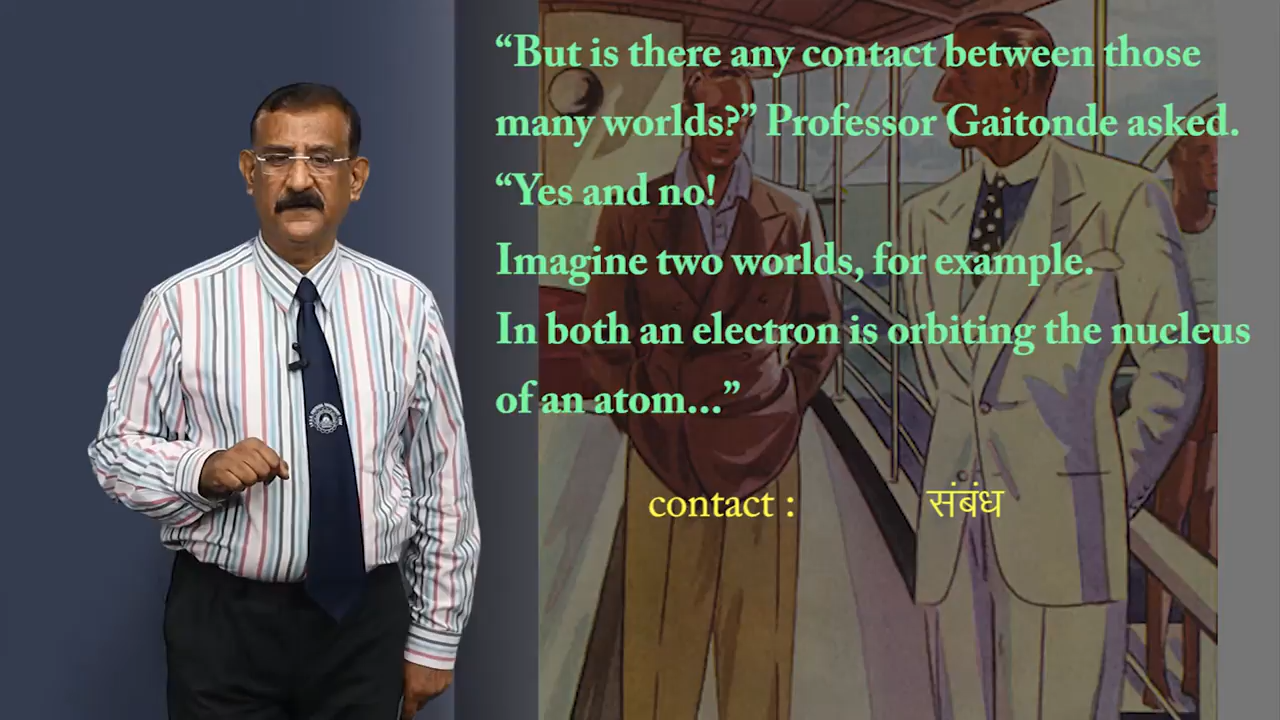 “But is there any contact between those
many worlds?” Professor Gaitonde asked.
“Yes and no!
Imagine two worlds, for example.
In both an electron is orbiting the nucleus
of an atom...”
contact : संबंध